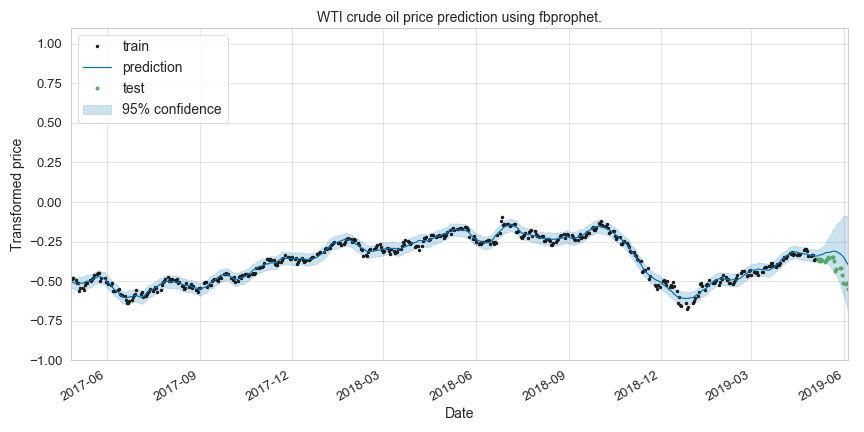 WTI crude oil price prediction using fbprophet.
train
prediction
test
95% confidence
1.00
0.75
0.50
0.25
0.00
−0.25
−0.50
−0.75
−1.00
Transformed price
2017-06
2017-09
2017-12
2018-03
2018-06
2018-09
2018-12
2019-03
2019-06
Date